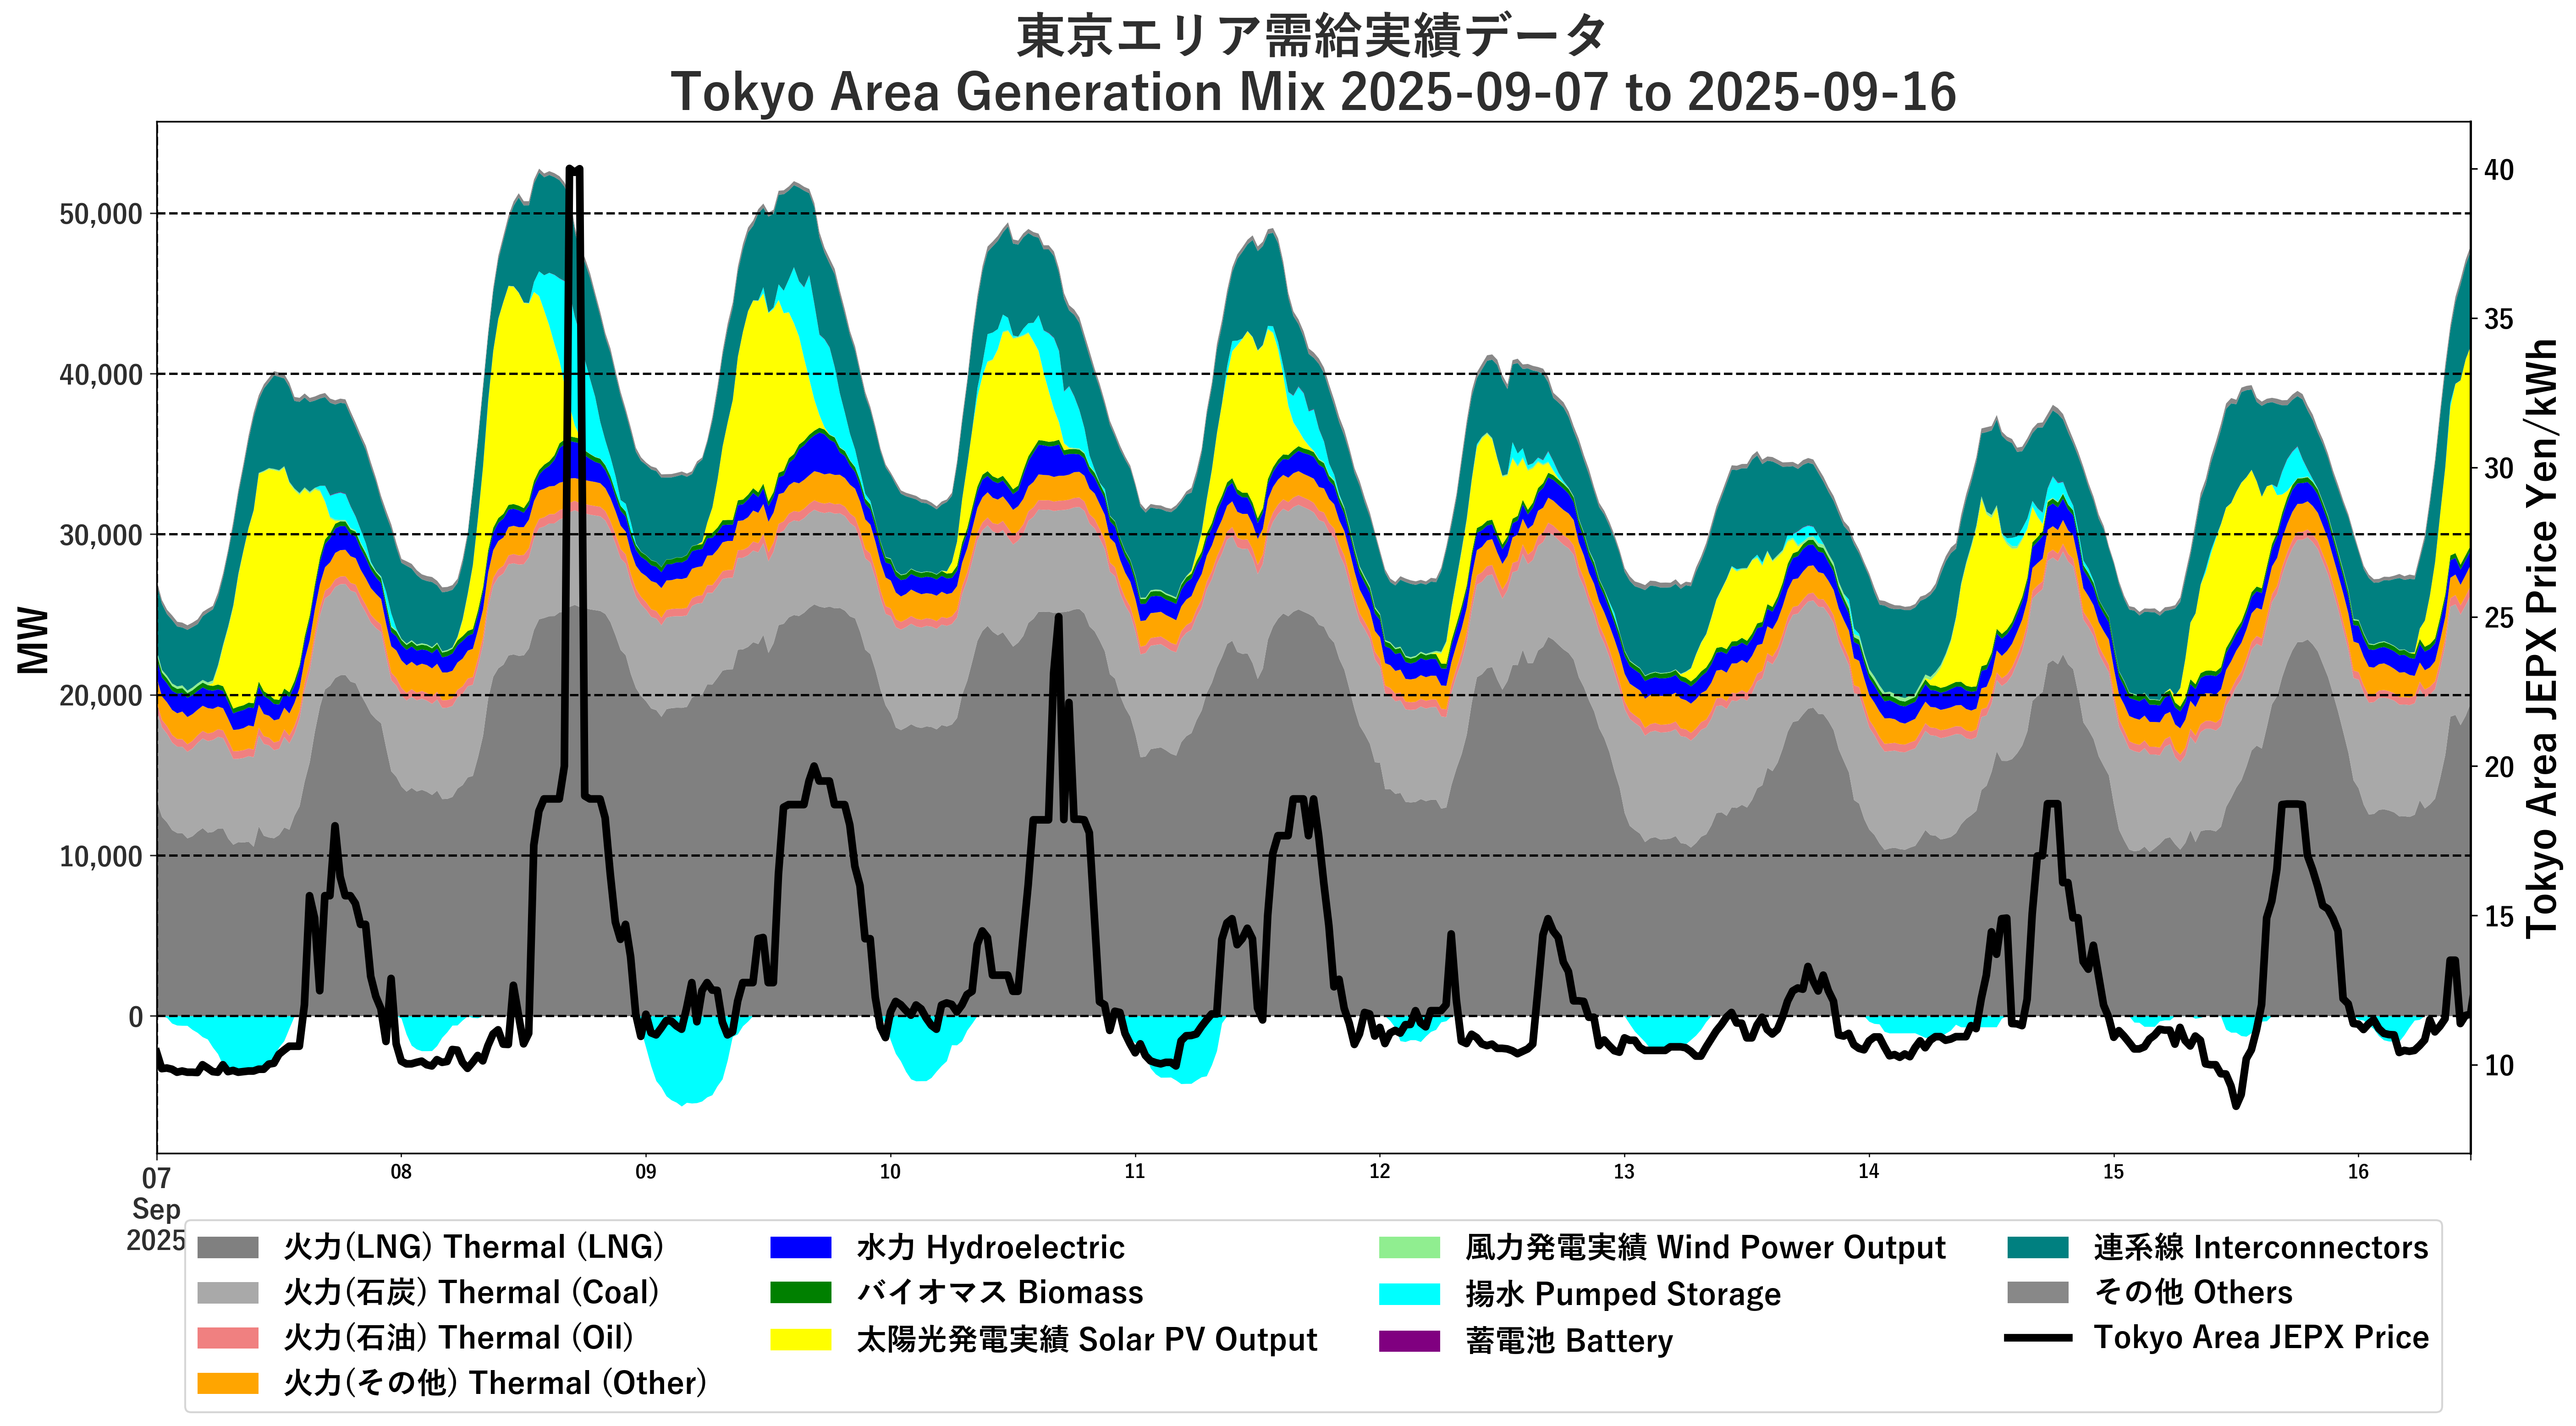 東京エリア需給実績データ
Tokyo Area Generation Mix 2025-09-07 to 2025-09-16
MW
50,000
40,000
30,000
20,000
10,000
0
40
35
30
25
20
15
10
Tokyo Area JEPX Price Yen/kWh
07
Sep
2025
08
09
10
11
12
13
14
15
16
火力(LNG) Thermal (LNG)
火力(石炭) Thermal (Coal)
火力(石油) Thermal (Oil)
火力(その他) Thermal (Other)
水力 Hydroelectric
バイオマス Biomass
太陽光発電実績 Solar PV Output
風力発電実績 Wind Power Output
揚水 Pumped Storage
蓄電池 Battery
連系線 Interconnectors
その他 Others
Tokyo Area JEPX Price